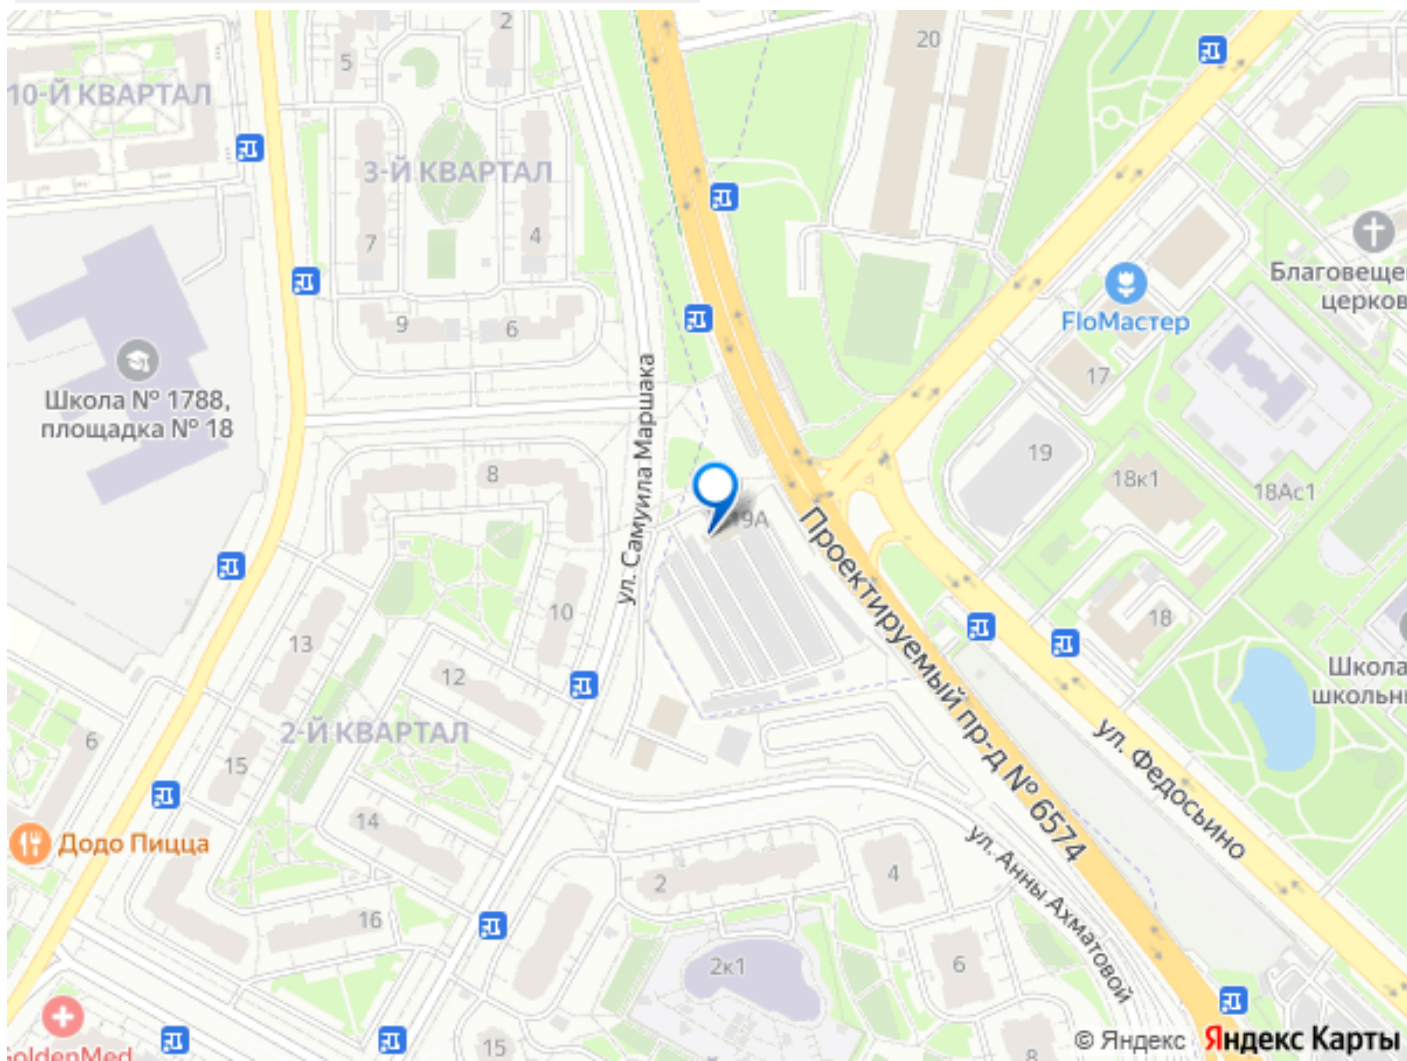 2
20
5
10-Й КВАРТАЛ
3-Й КВАРТАЛ
7
4
Благовеще
церков
FloМастер
9
6
17
Школа № 1788,
площадка № 18
ул. Самуила Маршака
19
8
18к1
18Ас1
19А
Проектируемый пр-д № 6574
10
18
13
12
Школа
школьн
2-Й КВАРТАЛ
6
15
ул. Федосьино
14
Додо Пицца
ул. Анны Ахматовой
2
4
16
2к1
6
15
8
GoldenMed
© Яндекс Яндекс Карты